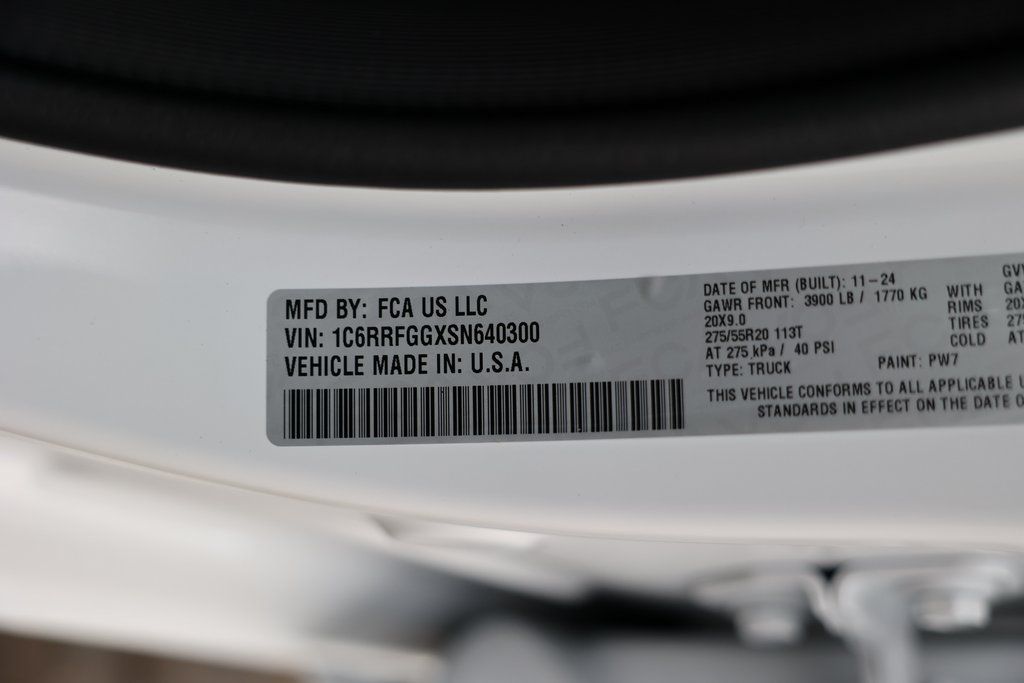 MFD BY: FCA US LLC
VIN: 1C6RRFGGXSN640300
VEHICLE MADE IN: U.S.A.
DATE OF MFR (BUILT): 11-24
GAWR FRONT: 3900 LB / 1770 KG
20X9.0
275/55R20 113T
AT 275 kPa / 40 PSI
TYPE: TRUCK
PAINT: PW7
WITH
RIMS
TIRES
COLD
THIS VEHICLE CONFORMS TO ALL APPLICABLE
STANDARDS IN EFFECT ON THE DATE